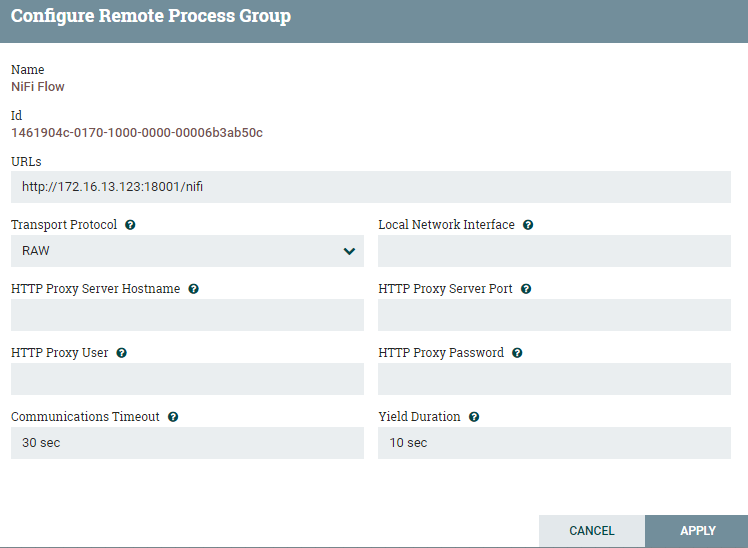 Configure Remote Process Group
Name
NiFi Flow
Id
1461904c-0170-1000-0000-00006b3ab50c
URLs
http://172.16.13.123:18001/nifi
Transport Protocol
Local Network Interface
RAW
HTTP Proxy Server Hostname
HTTP Proxy Server Port
HTTP Proxy User
HTTP Proxy Password
Communications Timeout
Yield Duration
30 sec
10 sec
CANCEL
APPLY